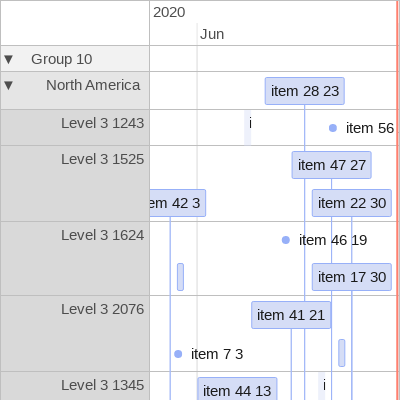 2020
Jun
▼ Group 10
▼ North America
item 28 23
Level 3 1243
i
item 56
Level 3 1525
item 47 27
em 42 3
item 22 30
Level 3 1624
item 46 19
item 17 30
Level 3 2076
item 41 21
item 7 3
Level 3 1345
i
item 44 13